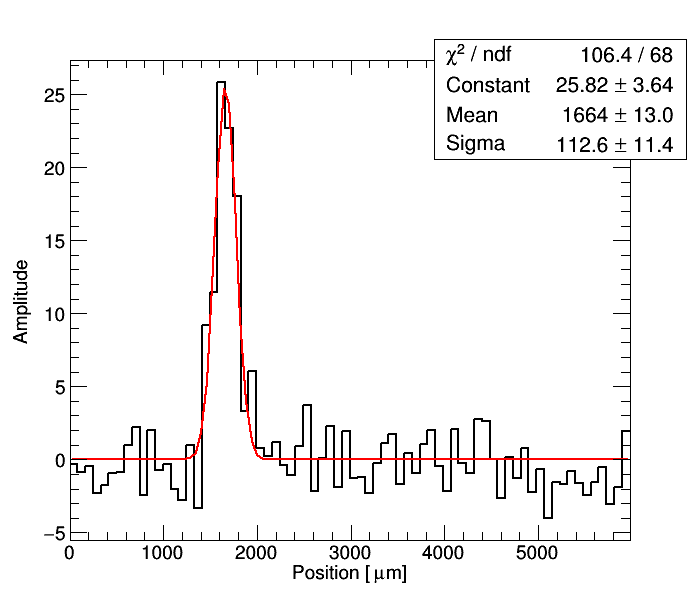 χ² / ndf 106.4 / 68
Constant 25.82 ± 3.64
Mean 1664 ± 13.0
Sigma 112.6 ± 11.4
25
20
15
10
5
0
−5
Amplitude
0 1000 2000 3000 4000 5000
Position [ μm]